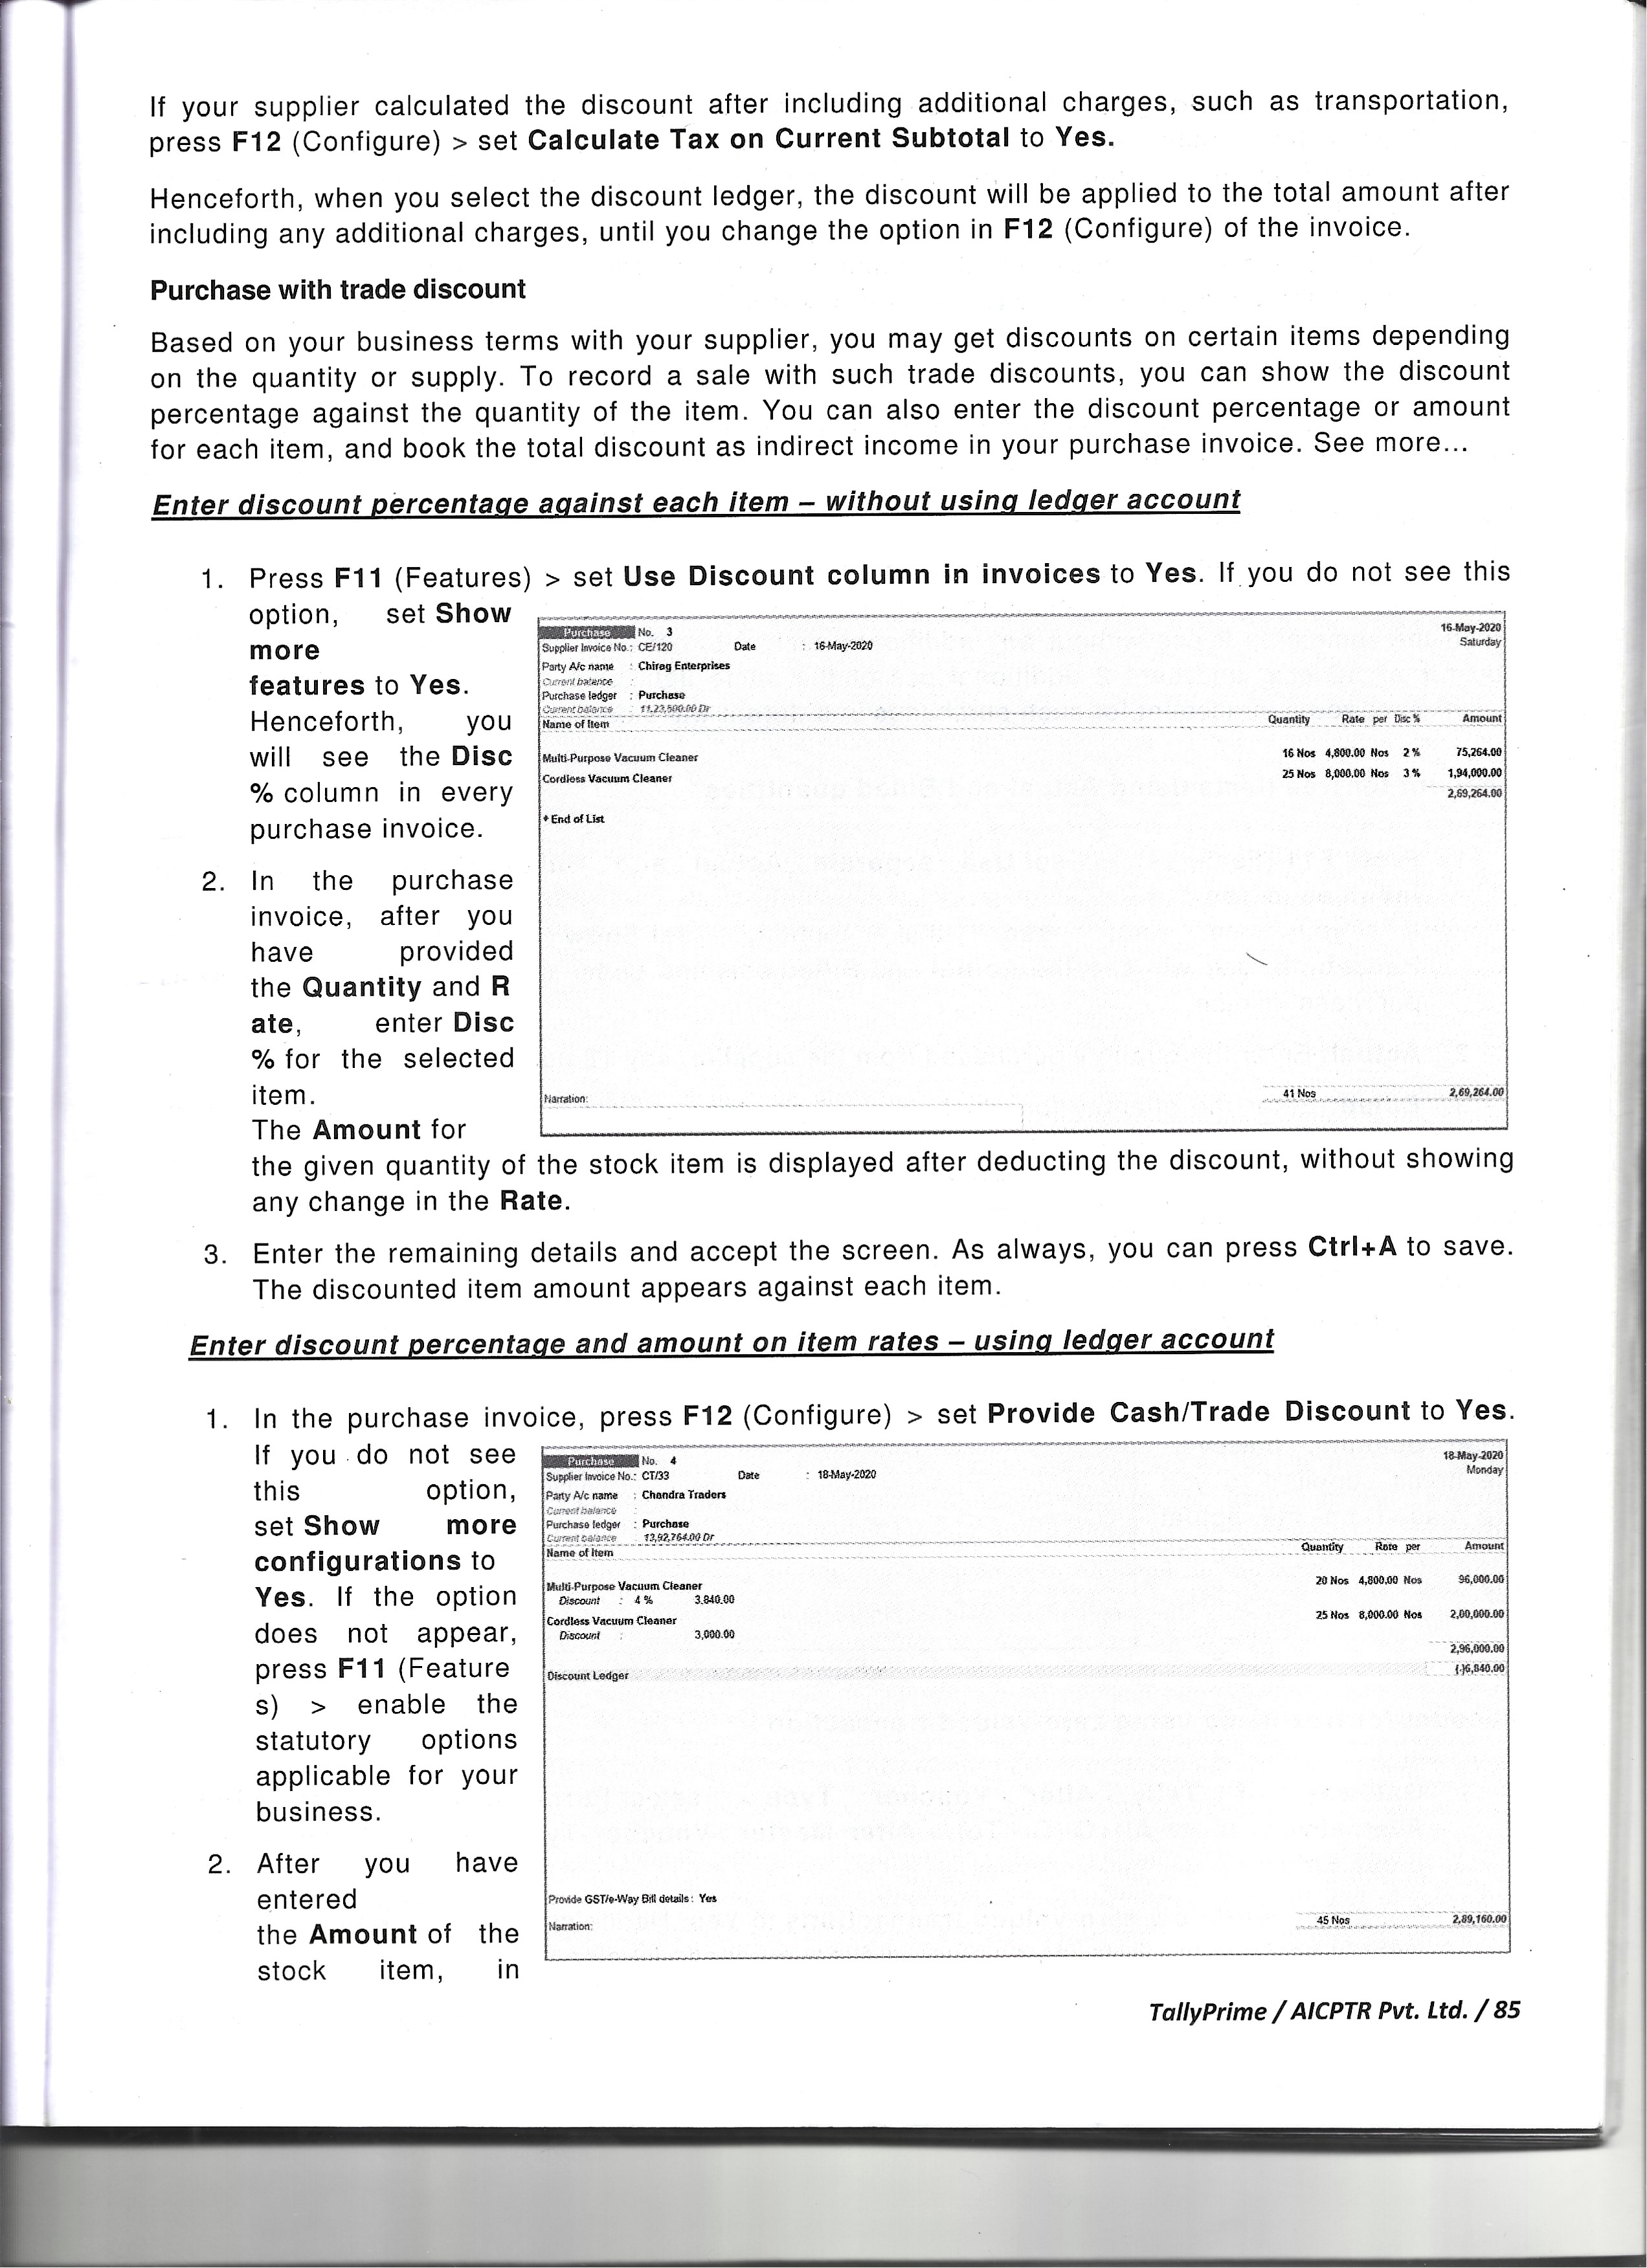 If your supplier calculated the discount after including additional charges, such as transportation,
press F12 (Configure) > set Calculate Tax on Current Subtotal to Yes.
Henceforth, when you select the discount ledger, the discount will be applied to the total amount after
including any additional charges, until you change the option in F12 (Configure) of the invoice.
Purchase with trade discount
Based on your business terms with your supplier, you may get discounts on certain items depending
on the quantity or supply. To record a sale with such trade discounts, you can show the discount
percentage against the quantity of the item. You can also enter the discount percentage or amount
for each item, and book the total discount as indirect income in your purchase invoice. See more...
Enter discount percentage against each item – without using ledger account
1. Press F11 (Features) > set Use Discount column in invoices to Yes. If you do not see this
option, set Show
more
features to Yes.
Henceforth, you
will see the Disc
% column in every
purchase invoice.
2. In the purchase
invoice, after you
have provided
the Quantity and R
ate, enter Disc
% for the selected
item.
The Amount for
Purchase No. 3 16-May-2020
Supplier Invoice No.: CE/120 Date : 16-May-2020 Saturday
Party A/c name : Chirag Enterprises
Current balance :
Purchase ledger : Purchase
Current balance : 11,23,500.00 Dr
Name of Item Quantity Rate per Disc % Amount
Multi-Purpose Vacuum Cleaner 16 Nos 4,800.00 Nos 2 % 75,264.00
Cordless Vacuum Cleaner 25 Nos 8,000.00 Nos 3 % 1,94,000.00
2,69,264.00
♦ End of List
Narration: 41 Nos 2,69,264.00
the given quantity of the stock item is displayed after deducting the discount, without showing
any change in the Rate.
3. Enter the remaining details and accept the screen. As always, you can press Ctrl+A to save.
The discounted item amount appears against each item.
Enter discount percentage and amount on item rates – using ledger account
1. In the purchase invoice, press F12 (Configure) > set Provide Cash/Trade Discount to Yes.
If you do not see
this option,
set Show more
configurations to
Yes. If the option
does not appear,
press F11 (Feature
s) > enable the
statutory options
applicable for your
business.
2. After you have
entered
the Amount of the
stock item, in
Purchase No. 4 18-May-2020
Supplier Invoice No.: CT/33 Date : 18-May-2020 Monday
Party A/c name : Chandra Traders
Current balance :
Purchase ledger : Purchase
Current balance : 13,92,764.00 Dr
Name of Item Quantity Rate per Amount
Multi-Purpose Vacuum Cleaner 20 Nos 4,800.00 Nos 96,000.00
Discount : 4 % 3,840.00
Cordless Vacuum Cleaner 25 Nos 8,000.00 Nos 2,00,000.00
Discount : 3,000.00
2,96,000.00
Discount Ledger (-)6,840.00
Provide GST/e-Way Bill details : Yes
Narration: 45 Nos 2,89,160.00
TallyPrime / AICPTR Pvt. Ltd. / 85